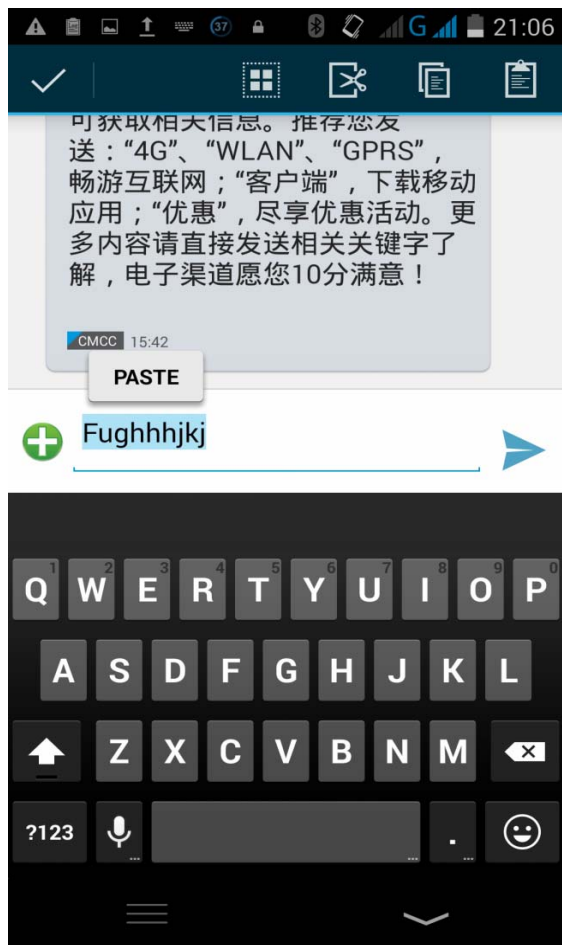 37 G 21:06
可获取相关信息。推荐您发
送：“4G”、“WLAN”、“GPRS”，
畅游互联网；“客户端”，下载移动
应用；“优惠”，尽享优惠活动。更
多内容请直接发送相关关键字了
解，电子渠道愿您10分满意！
CMCC 15:42
PASTE
Fughhhjkj
1 2 3 4 5 6 7 8 9 0
Q W E R T Y U I O P
A S D F G H J K L
Z X C V B N M
?123 . ...